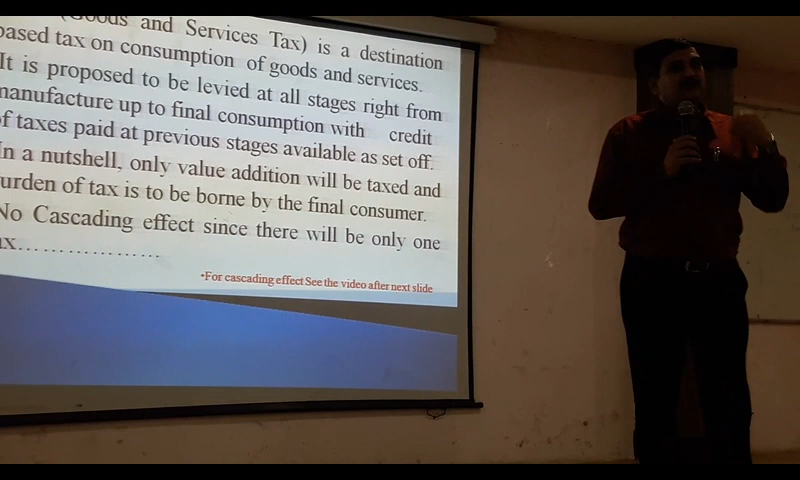 (Goods and Services Tax) is a destination
based tax on consumption of goods and services.
It is proposed to be levied at all stages right from
manufacture up to final consumption with credit
of taxes paid at previous stages available as set off.
In a nutshell, only value addition will be taxed and
urden of tax is to be borne by the final consumer.
No Cascading effect since there will be only one
ax………………
•For cascading effect See the video after next slide